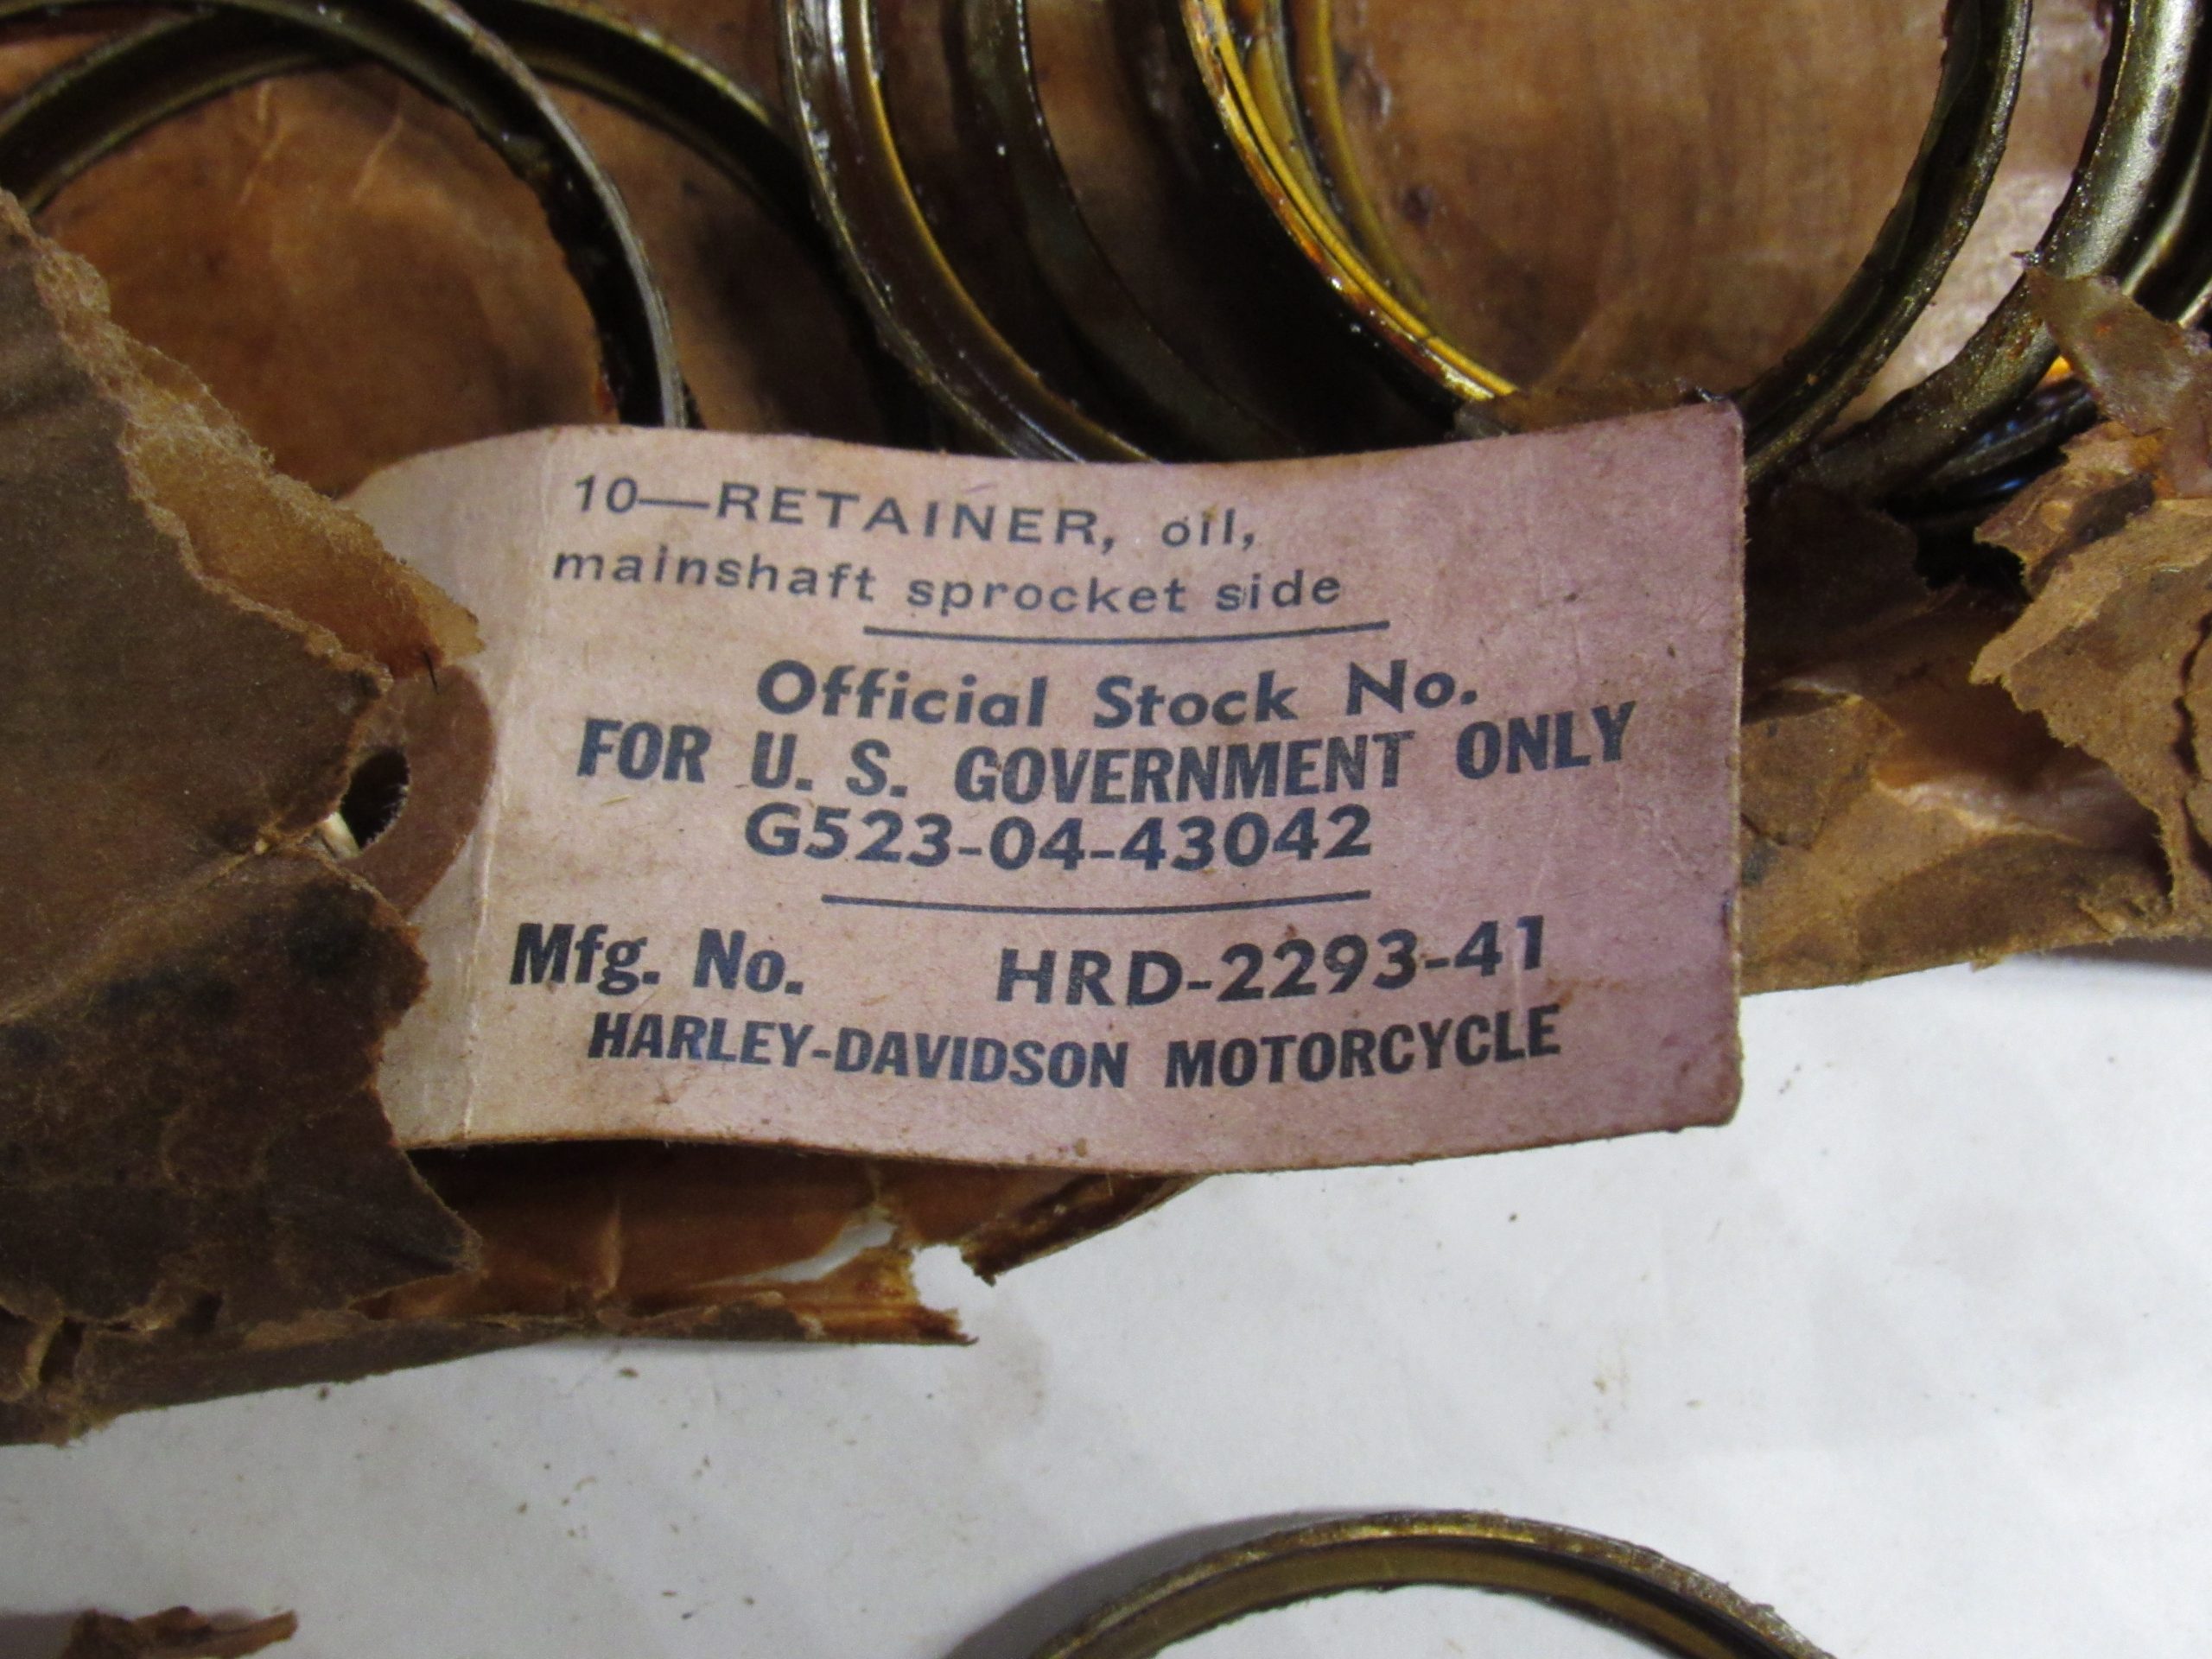 10—RETAINER, oil,
mainshaft sprocket side
Official Stock No.
FOR U. S. GOVERNMENT ONLY
G523-04-43042
Mfg. No. HRD-2293-41
HARLEY-DAVIDSON MOTORCYCLE